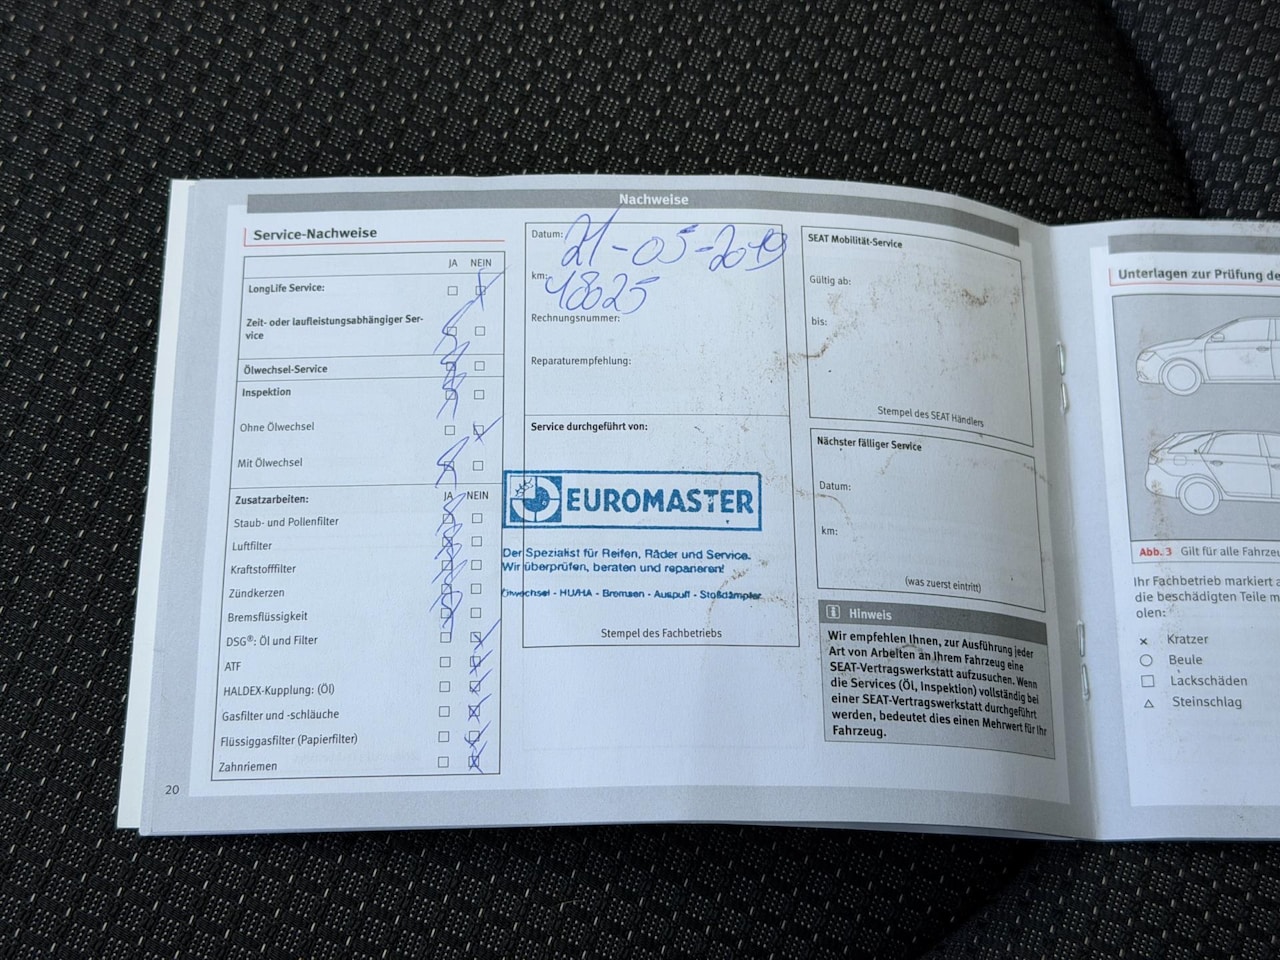 Nachweise
Service-Nachweise
JA NEIN
LongLife Service:
Zeit- oder laufleistungsabhängiger Ser-
vice
Ölwechsel-Service
Inspektion
Ohne Ölwechsel
Mit Ölwechsel
Zusatzarbeiten: JA NEIN
Staub- und Pollenfilter
Luftfilter
Kraftstofffilter
Zündkerzen
Bremsflüssigkeit
DSG®: Öl und Filter
ATF
HALDEX-Kupplung: (Öl)
Gasfilter und -schläuche
Flüssiggasfilter (Papierfilter)
Zahnriemen
20
Datum: 21-05-2019
km: 48025
Rechnungsnummer:
Reparaturempfehlung:
Service durchgeführt von:
EUROMASTER
Der Spezialist für Reifen, Räder und Service.
Wir überprüfen, beraten und reparieren!
Ölwechsel - HU/HA - Bremsen - Auspuff - Stoßdämpfer
Stempel des Fachbetriebs
SEAT Mobilität-Service
Gültig ab:
bis:
Stempel des SEAT Händlers
Nächster fälliger Service
Datum:
km:
(was zuerst eintritt)
Hinweis
Wir empfehlen Ihnen, zur Ausführung jeder
Art von Arbeiten an Ihrem Fahrzeug eine
SEAT-Vertragswerkstatt aufzusuchen. Wenn
die Services (Öl, Inspektion) vollständig bei
einer SEAT-Vertragswerkstatt durchgeführt
werden, bedeutet dies einen Mehrwert für Ihr
Fahrzeug.
Unterlagen zur Prüfung de
Abb. 3 Gilt für alle Fahrzeu
Ihr Fachbetrieb markiert a
die beschädigten Teile m
olen:
Kratzer
Beule
Lackschäden
Steinschlag